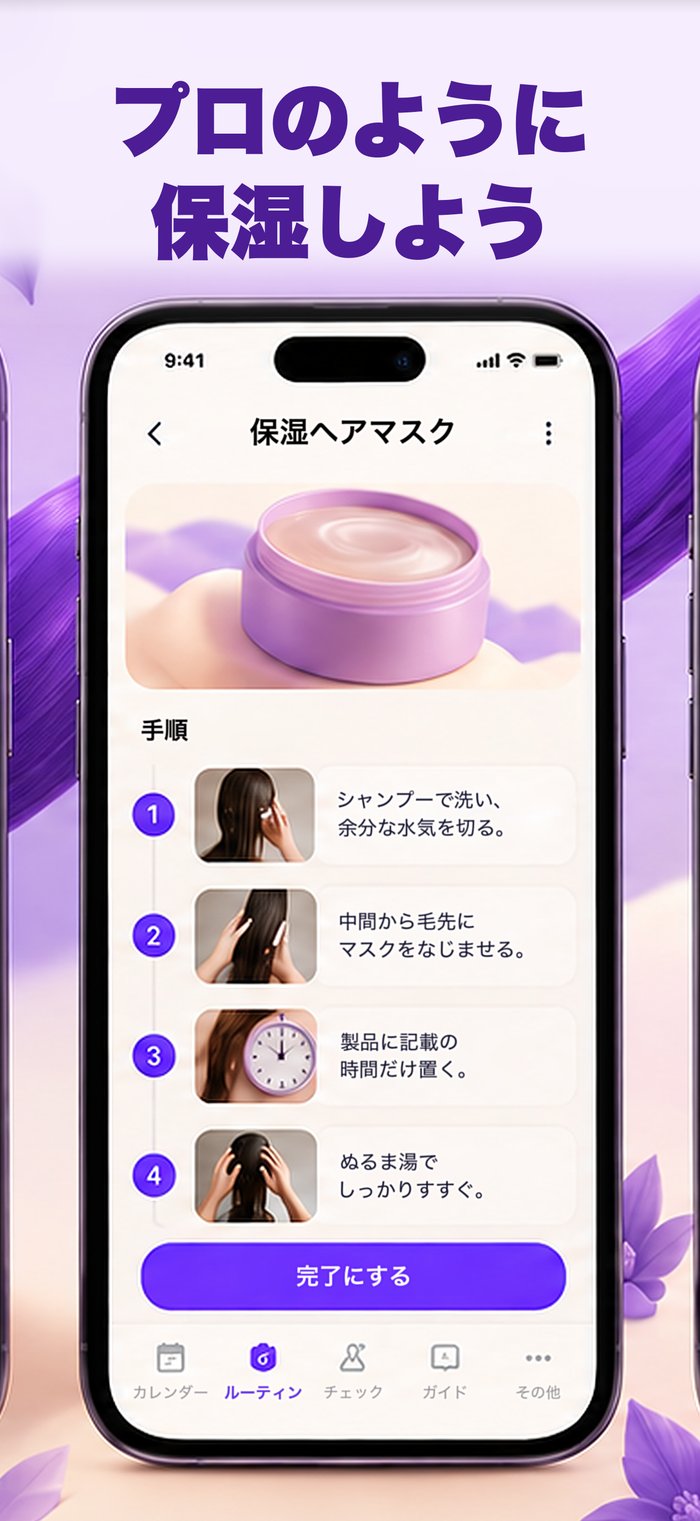 プロのように
保湿しよう
9:41
保湿ヘアマスク
手順
1
シャンプーで洗い、
余分な水気を切る。
2
中間から毛先に
マスクをなじませる。
3
製品に記載の
時間だけ置く。
4
ぬるま湯で
しっかりすすぐ。
完了にする
カレンダー
ルーティン
チェック
ガイド
その他